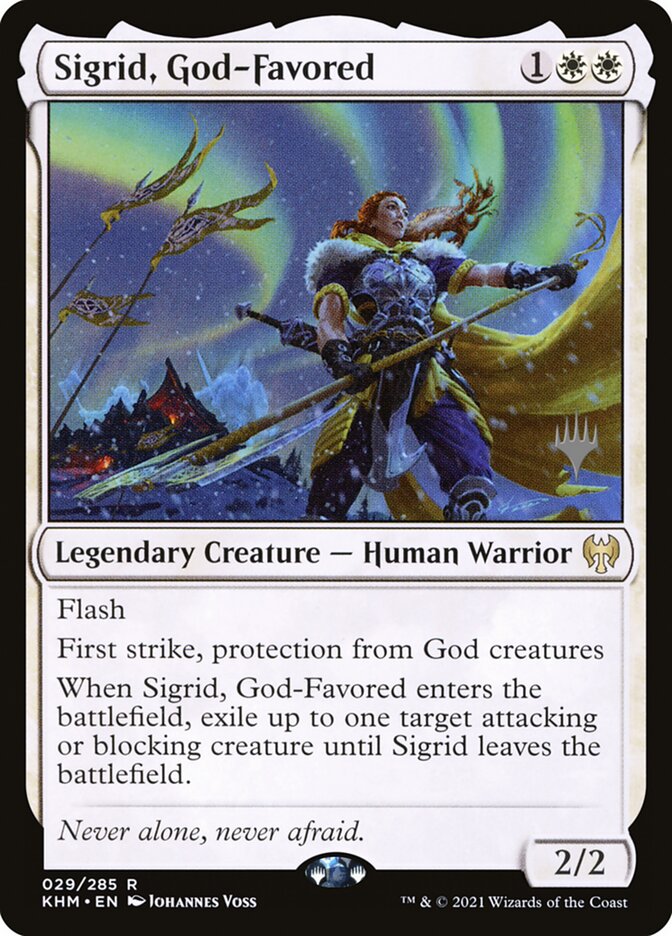 Sigrid, God-Favored 1
Legendary Creature — Human Warrior
Flash
First strike, protection from God creatures
When Sigrid, God-Favored enters the
battlefield, exile up to one target attacking
or blocking creature until Sigrid leaves the
battlefield.
Never alone, never afraid.
2/2
029/285 R
KHM • EN Johannes Voss
™ & © 2021 Wizards of the Coast